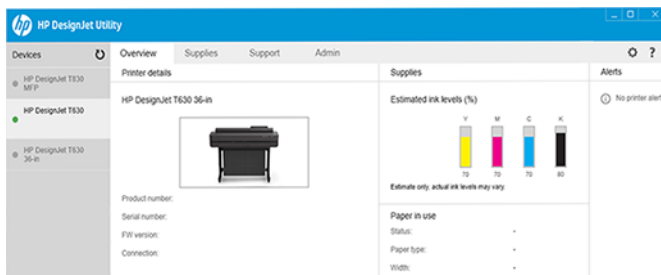 hp HP DesignJet Utility
Devices
HP DesignJet T830
MFP
HP DesignJet T630
HP DesignJet T630
36-in
Overview Supplies Support Admin
?
Printer details
HP DesignJet T630 36-in
Product number:
Serial number:
FW version:
Connection:
Supplies
Estimated ink levels (%)
Y M C K
70 70 70 80
Estimate only, actual ink levels may vary.
Paper in use
Status: -
Paper type: -
Width: -
Alerts
No printer alert